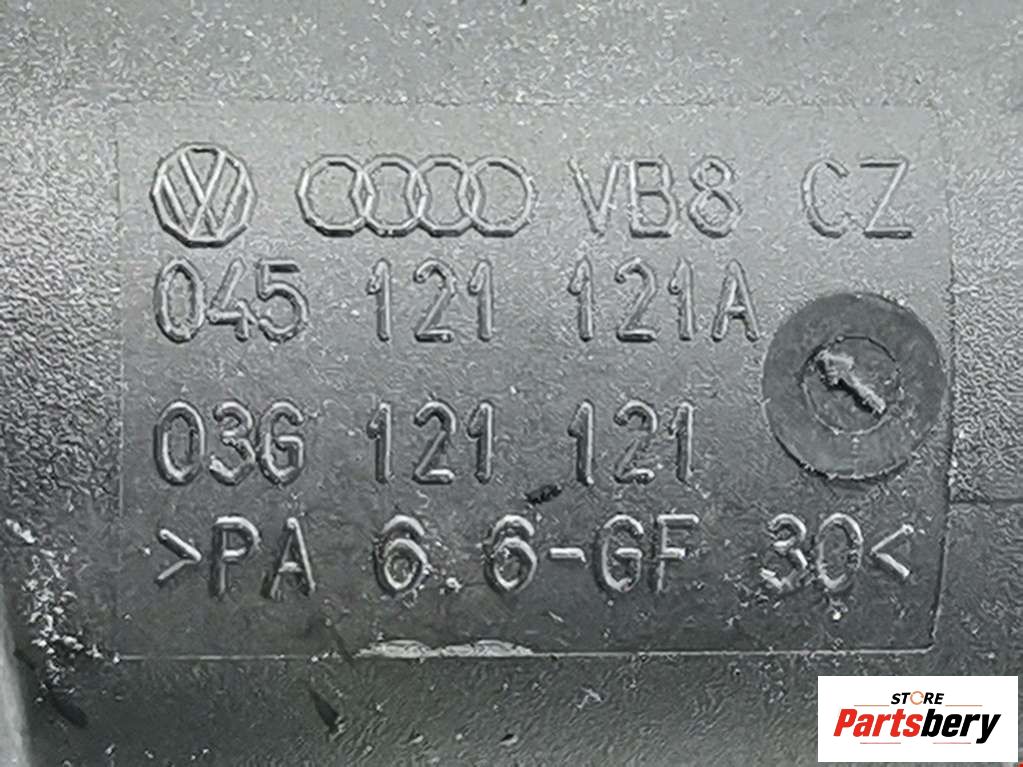 VB8 CZ
045 121 121A
03G 121 121
>PA 6 6-GF 30<
STORE
Partsbery